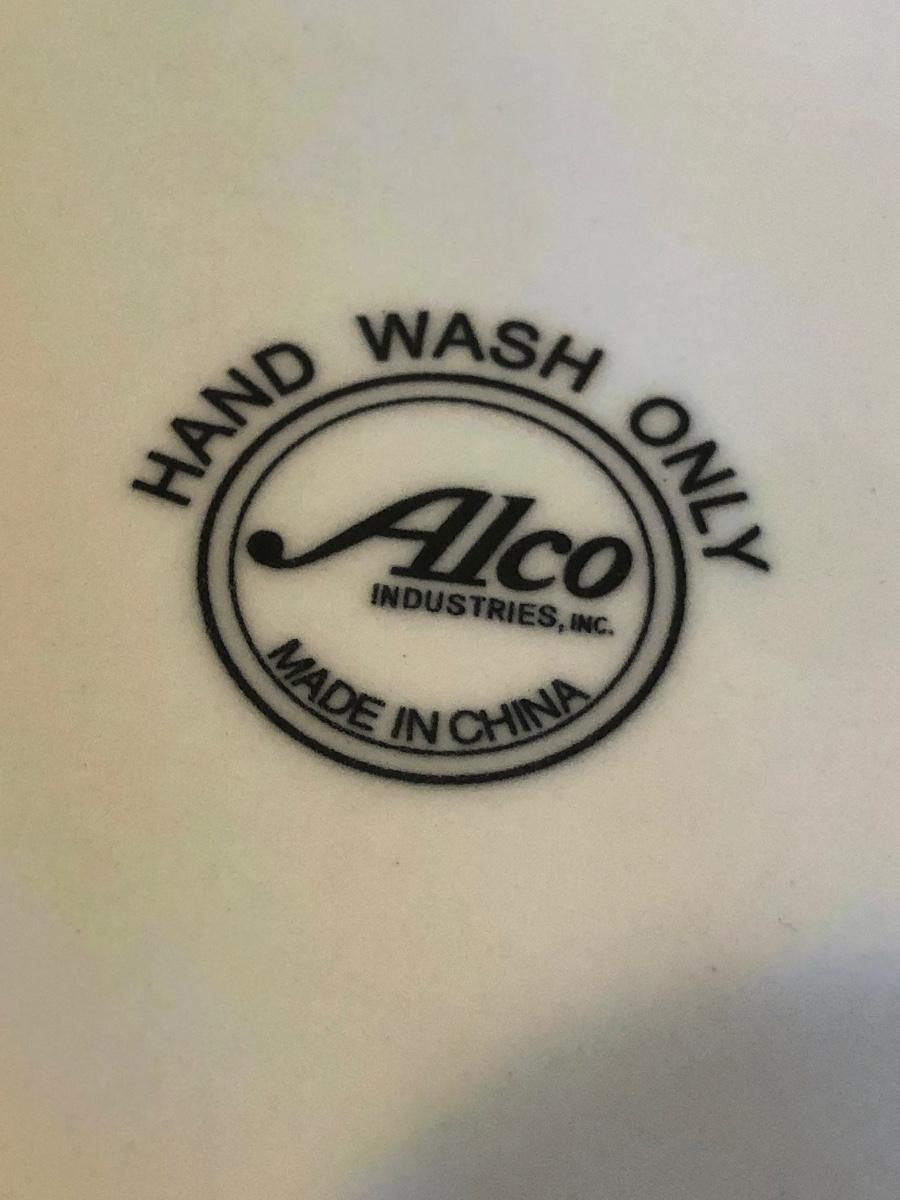 HAND WASH ONLY
Alco
INDUSTRIES, INC.
MADE IN CHINA